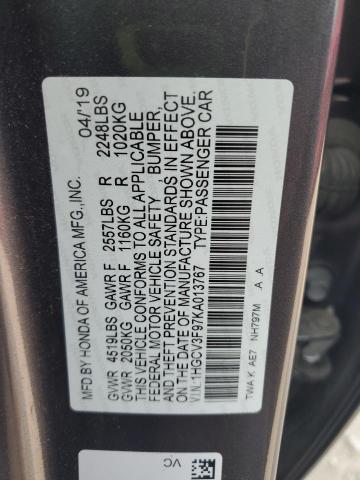 MFD BY HONDA OF AMERICA MFG.,INC. 04/19
GVWR 4519LBS GAWR F 2557LBS R 2248LBS
GVWR 2050KG GAWR F 1160KG R 1020KG
THIS VEHICLE CONFORMS TO ALL APPLICABLE
FEDERAL MOTOR VEHICLE SAFETY, BUMPER,
AND THEFT PREVENTION STANDARDS IN EFFECT
ON THE DATE OF MANUFACTURE SHOWN ABOVE.
V.I.N.:1HGCV3F97KA013767 TYPE:PASSENGER CAR
TWA K AE7 NH797M A A
VC